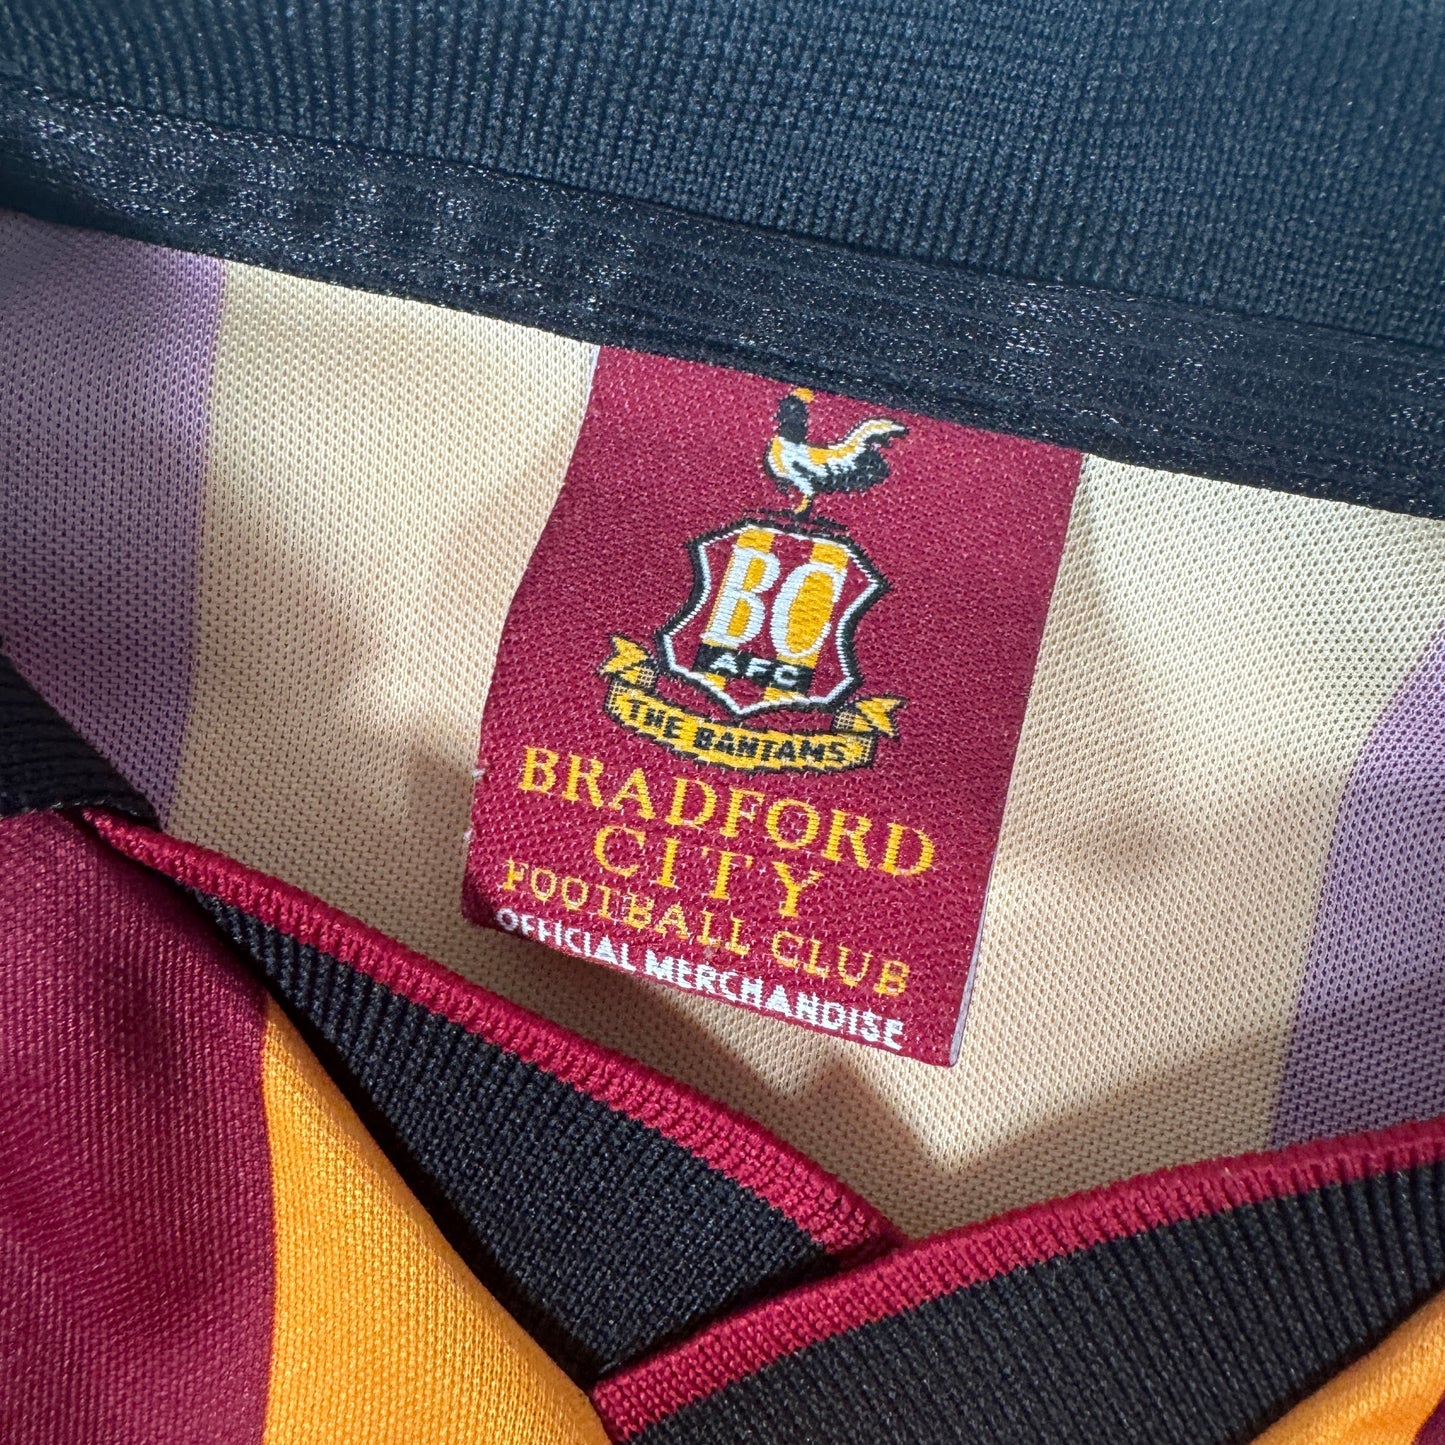 BC
AFC
THE BANTAMS
BRADFORD
CITY
FOOTBALL CLUB
OFFICIAL MERCHANDISE